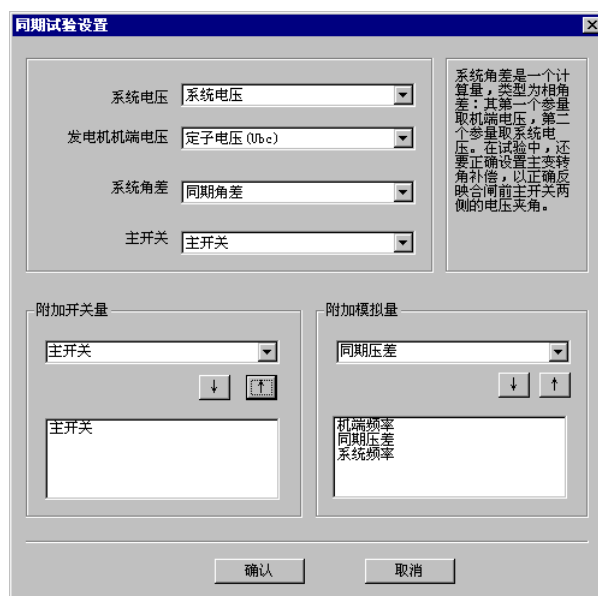 同期试验设置
系统电压 系统电压
发电机机端电压 定子电压(Ubc)
系统角差 同期角差
主开关 主开关
系统角差是一个计
算量，类型为相角
差：其第一个参量
取机端电压，第二
个参量取系统电
压。在试验中，还
要正确设置主变转
角补偿，以正确反
映合闸前主开关两
侧的电压夹角。
附加开关量
主开关
↓ ↑
主开关
附加模拟量
同期压差
↓ ↑
机端频率
同期压差
系统频率
确认 取消